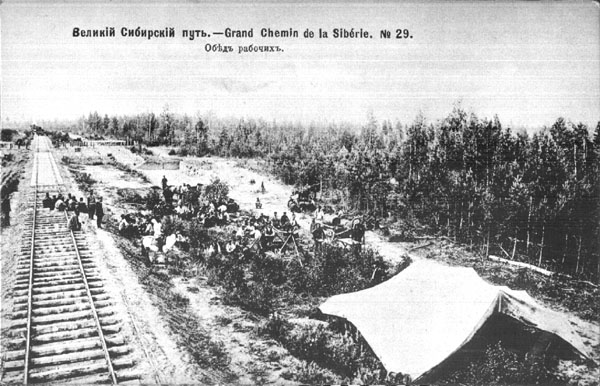 Великій Сибирскій путь.—Grand Chemin de la Sibérie. № 29.
Обѣдъ рабочихъ.